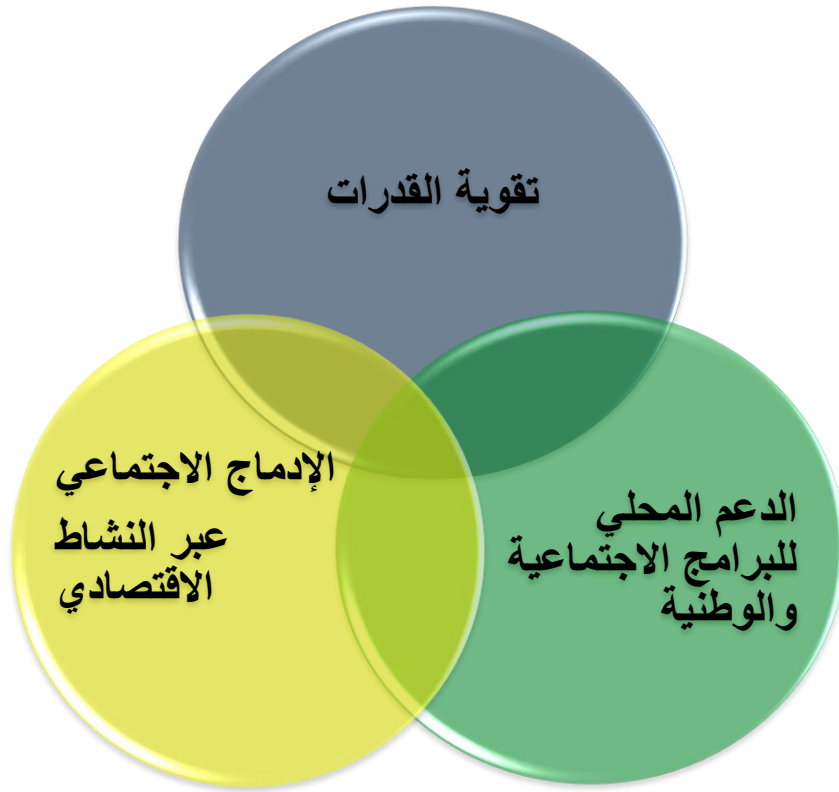 تقوية القدرات
الإدماج الاجتماعي
عبر النشاط
الاقتصادي
الدعم المحلي
للبرامج الاجتماعية
والوطنية